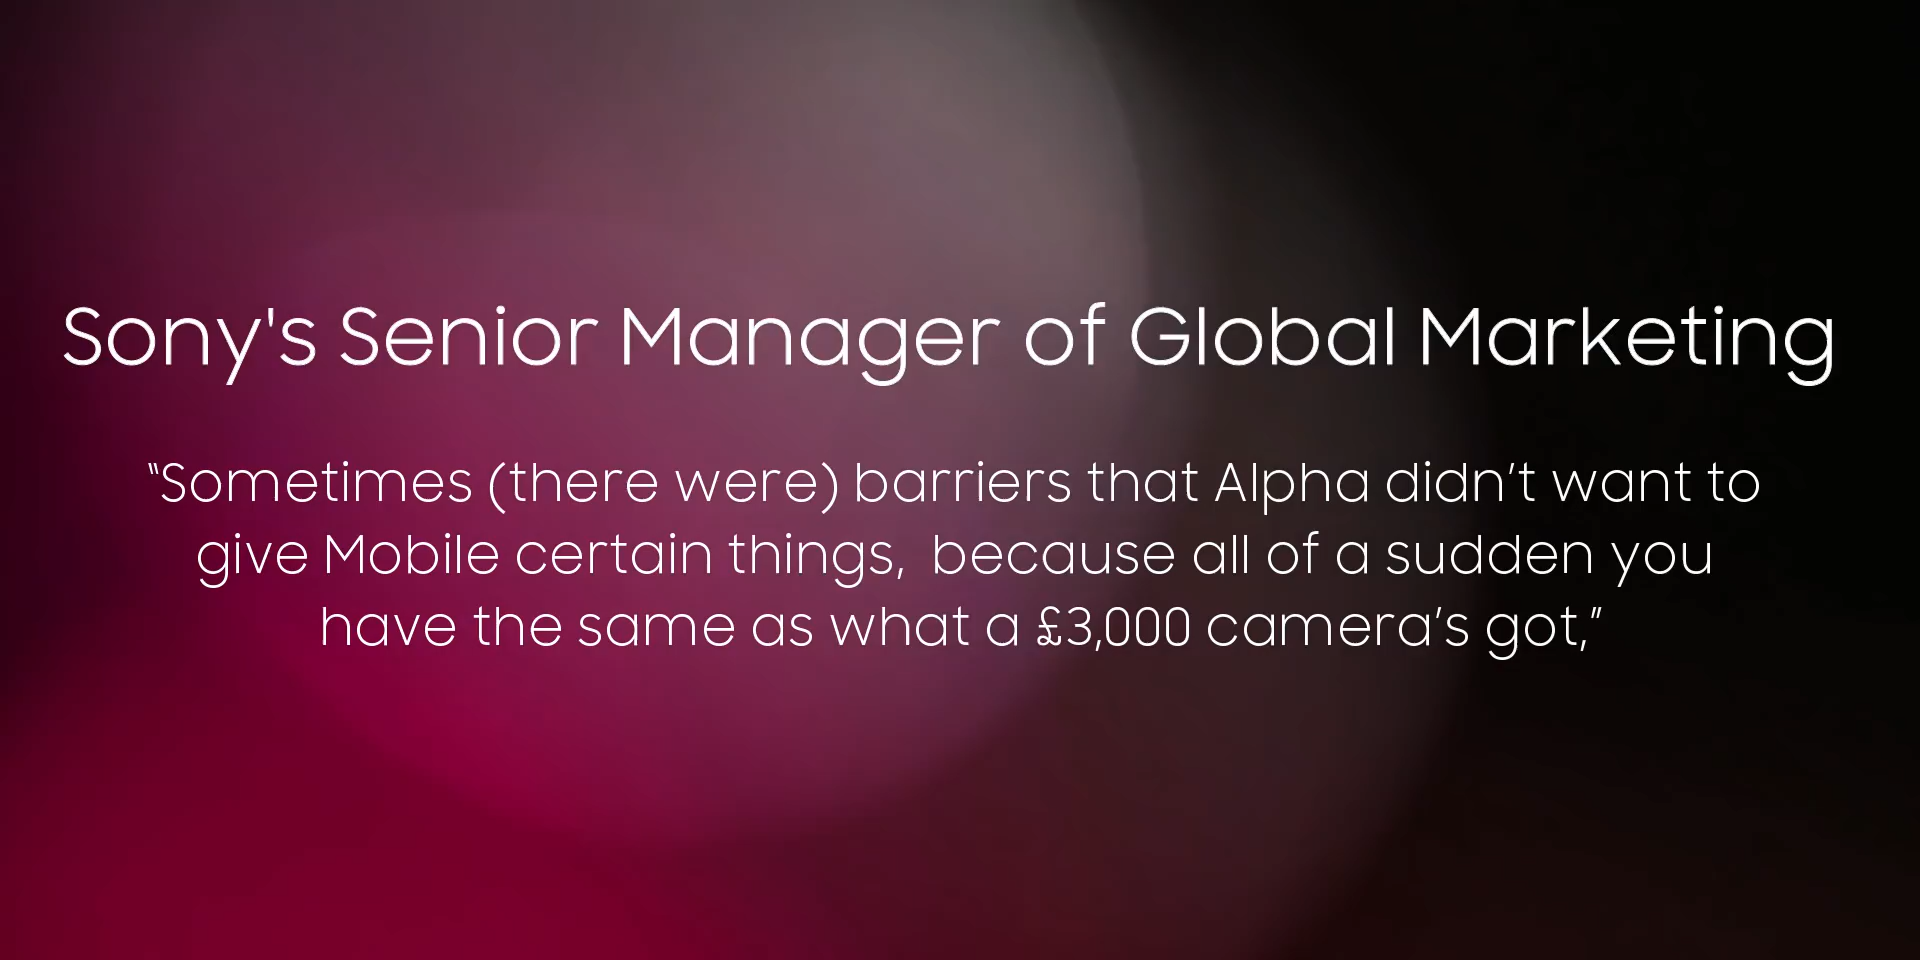 Sony's Senior Manager of Global Marketing
“Sometimes (there were) barriers that Alpha didn’t want to
give Mobile certain things, because all of a sudden you
have the same as what a £3,000 camera’s got,”